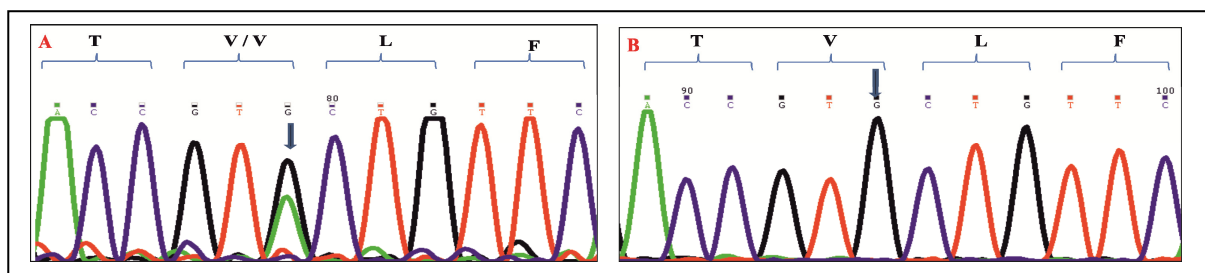 A T V / V L F
80
A C C G T G C T G T T C
B T V L F
90 100
A C C G T G C T G T T C